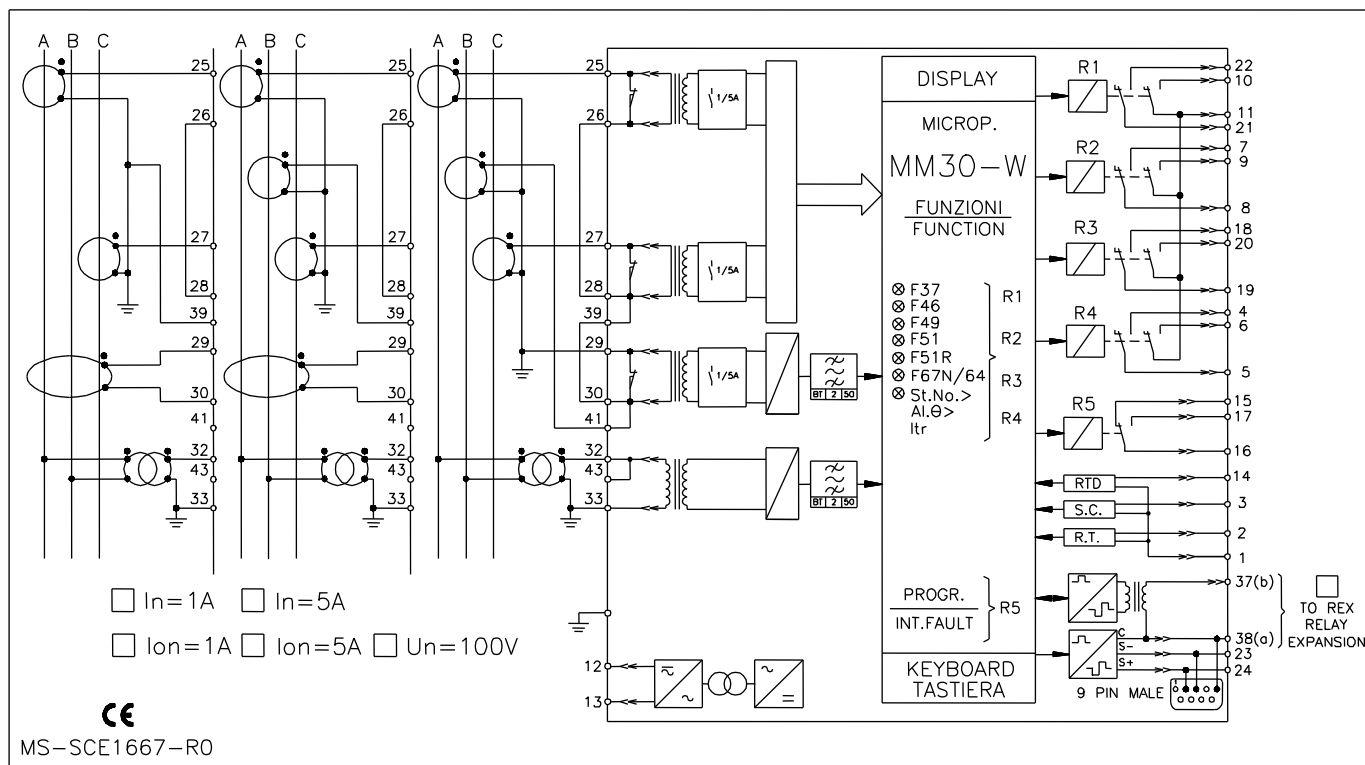 A B C
A B C
A B C
25
26
27
28
39
29
30
41
32
43
33
25
26
27
28
39
29
30
41
32
43
33
25
26
27
28
39
29
30
41
32
43
33
12
13
1/5A
1/5A
1/5A
BT 2 50
BT 2 50
DISPLAY
MICROP.
MM30-W
FUNZIONI
FUNCTION
F37
F46
F49
F51
F51R
F67N/64
St.No.>
Al.θ>
Itr
R1
R2
R3
R4
PROGR.
INT.FAULT
R5
KEYBOARD
TASTIERA
R1
R2
R3
R4
R5
RTD
S.C.
R.T.
C
S-
S+
9 PIN MALE
1
22
10
11
21
7
9
8
18
20
19
4
6
5
15
17
16
14
3
2
1
37(b)
38(a)
23
24
TO REX
RELAY
EXPANSION
In=1A In=5A
Ion=1A Ion=5A Un=100V
CE
MS-SCE1667-R0